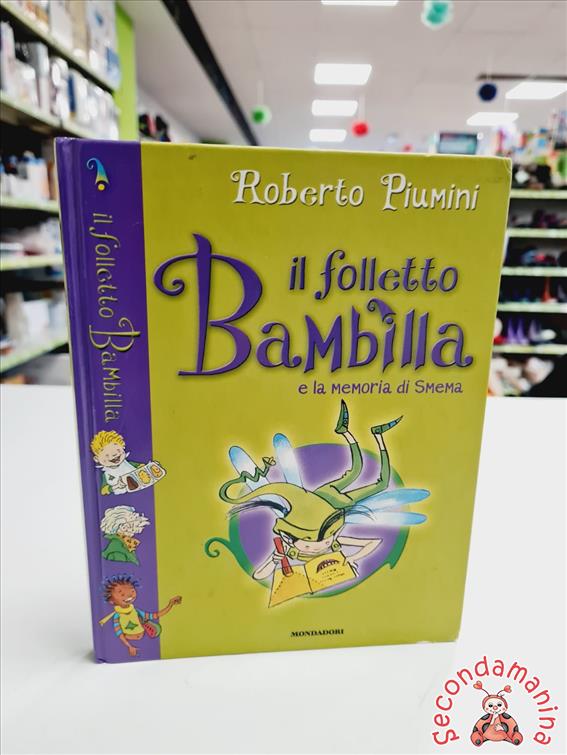 Roberto Piumini
il folletto
Bambilla
e la memoria di Smema
MONDADORI
il folletto Bambilla
Secondamanina